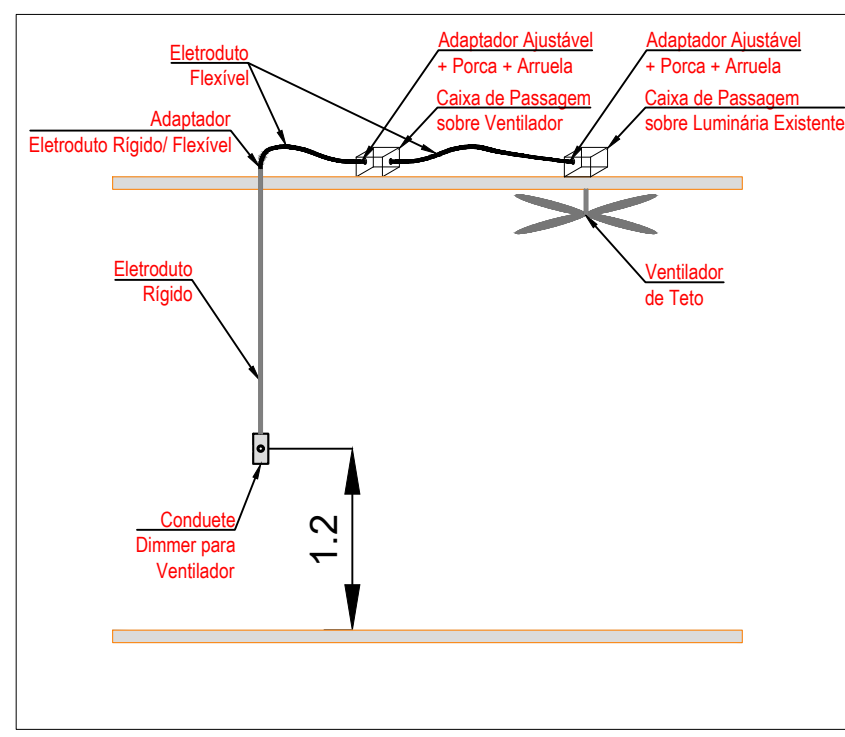 Eletroduto
Flexível
Adaptador Ajustável
+ Porca + Arruela
Adaptador Ajustável
+ Porca + Arruela
Caixa de Passagem
sobre Ventilador
Caixa de Passagem
sobre Luminária Existente
Adaptador
Eletroduto Rígido/ Flexível
Eletroduto
Rígido
Ventilador
de Teto
1.2
Conduete
Dimmer para
Ventilador